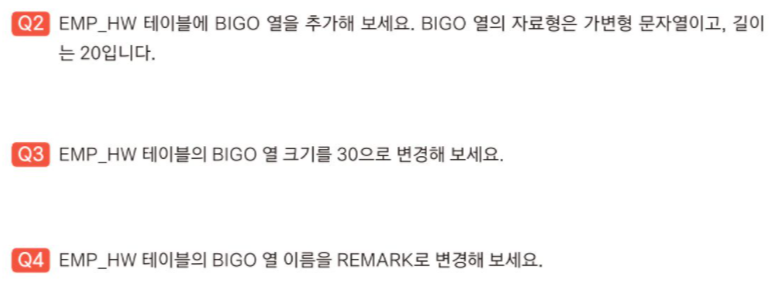 Q2 EMP_HW 테이블에 BIGO 열을 추가해 보세요. BIGO 열의 자료형은 가변형 문자열이고, 길이
는 20입니다.
Q3 EMP_HW 테이블의 BIGO 열 크기를 30으로 변경해 보세요.
Q4 EMP_HW 테이블의 BIGO 열 이름을 REMARK로 변경해 보세요.